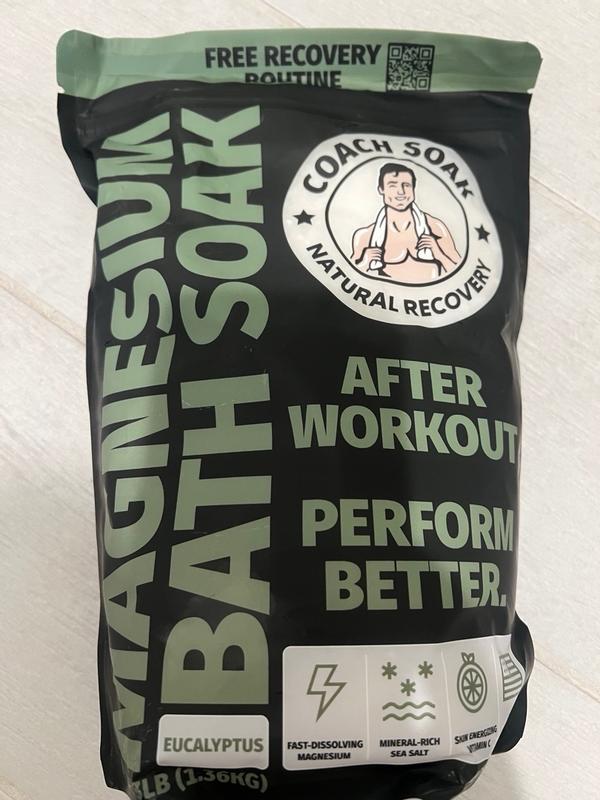 FREE RECOVERY
ROUTINE
MAGNESIUM
BATH SOAK
COACH SOAK
NATURAL RECOVERY
AFTER
WORKOUT
PERFORM
BETTER.
EUCALYPTUS
FAST-DISSOLVING
MAGNESIUM
MINERAL-RICH
SEA SALT
SKIN ENERGIZING
VITAMIN C
3LB (1.36KG)